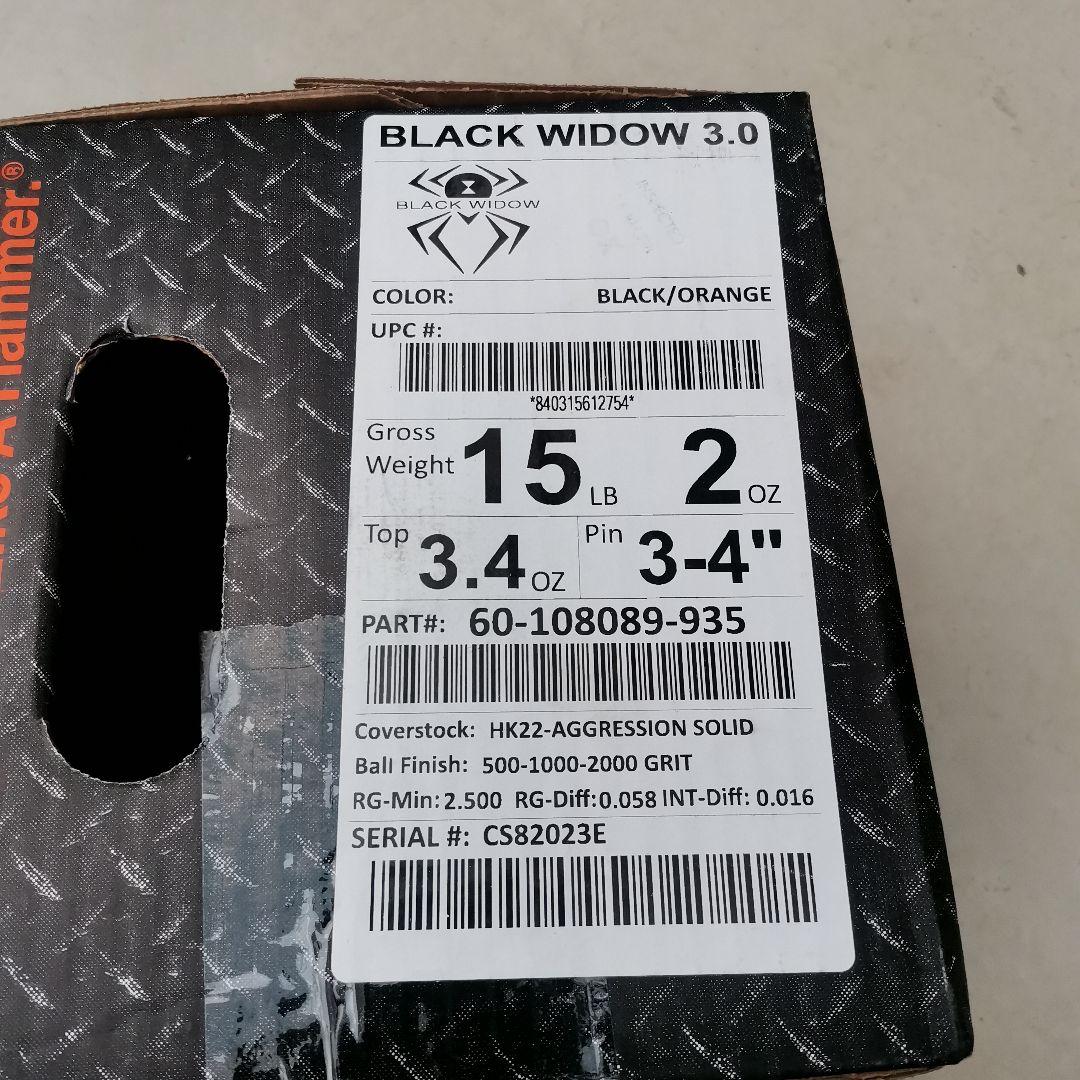 Like A Hammer.®
BLACK WIDOW 3.0
BLACK WIDOW
COLOR: BLACK/ORANGE
UPC #:
*840315612754*
Gross
Weight 15 LB 2 OZ
Top 3.4 OZ Pin 3-4"
PART#: 60-108089-935
Coverstock: HK22-AGGRESSION SOLID
Ball Finish: 500-1000-2000 GRIT
RG-Min: 2.500 RG-Diff: 0.058 INT-Diff: 0.016
SERIAL #: CS82023E